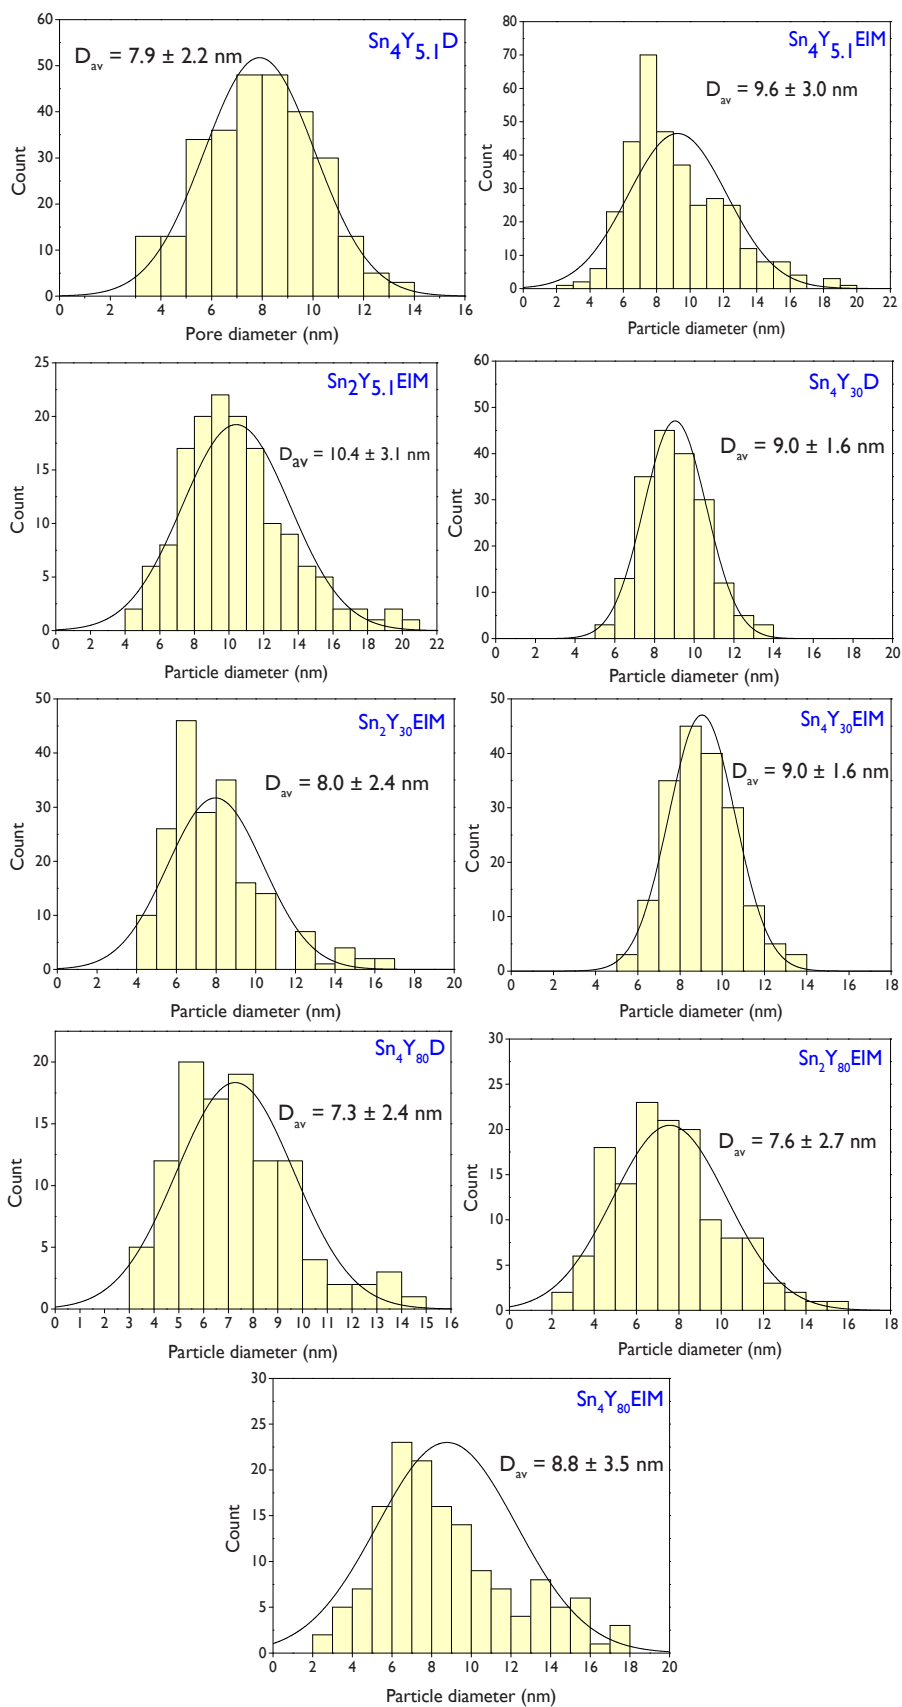 Sn4Y5.1D
Dav = 7.9 ± 2.2 nm
Count
60
50
40
30
20
10
0
0 2 4 6 8 10 12 14 16
Pore diameter (nm)
Sn4Y5.1EIM
Dav = 9.6 ± 3.0 nm
Count
80
70
60
50
40
30
20
10
0
0 2 4 6 8 10 12 14 16 18 20 22
Particle diameter (nm)
Sn2Y5.1EIM
Dav = 10.4 ± 3.1 nm
Count
25
20
15
10
5
0
0 2 4 6 8 10 12 14 16 18 20 22
Particle diameter (nm)
Sn4Y30D
Dav = 9.0 ± 1.6 nm
Count
60
50
40
30
20
10
0
0 2 4 6 8 10 12 14 16 18 20
Particle diameter (nm)
Sn2Y30EIM
Dav = 8.0 ± 2.4 nm
Count
50
40
30
20
10
0
0 2 4 6 8 10 12 14 16 18 20
Particle diameter (nm)
Sn4Y30EIM
Dav = 9.0 ± 1.6 nm
Count
50
40
30
20
10
0
0 2 4 6 8 10 12 14 16 18
Particle diameter (nm)
Sn4Y80D
Dav = 7.3 ± 2.4 nm
Count
20
15
10
5
0
0 1 2 3 4 5 6 7 8 9 10 11 12 13 14 15 16
Particle diameter (nm)
Sn2Y80EIM
Dav = 7.6 ± 2.7 nm
Count
30
25
20
15
10
5
0
0 2 4 6 8 10 12 14 16 18
Particle diameter (nm)
Sn4Y80EIM
Dav = 8.8 ± 3.5 nm
Count
30
25
20
15
10
5
0
0 2 4 6 8 10 12 14 16 18 20
Particle diameter (nm)